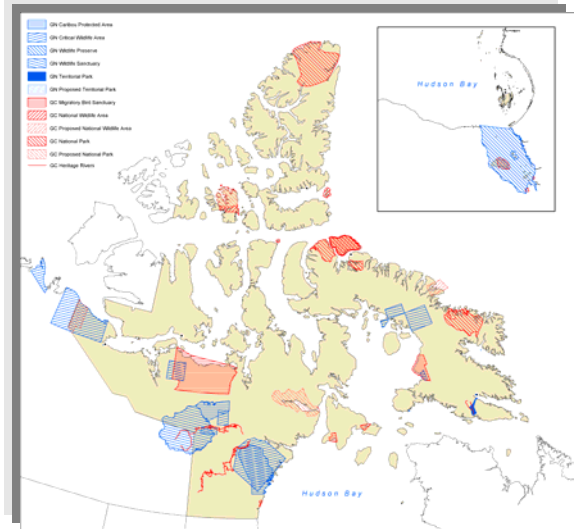 GN Caribou Protected Area
GN Critical Wildlife Area
GN Wildlife Preserve
GN Wildlife Sanctuary
GN Territorial Park
GN Proposed Territorial Park
GC Migratory Bird Sanctuary
GC National Wildlife Area
GC Proposed National Wildlife Area
GC National Park
GC Proposed National Park
GC Heritage Rivers
Hudson Bay
Hudson Bay